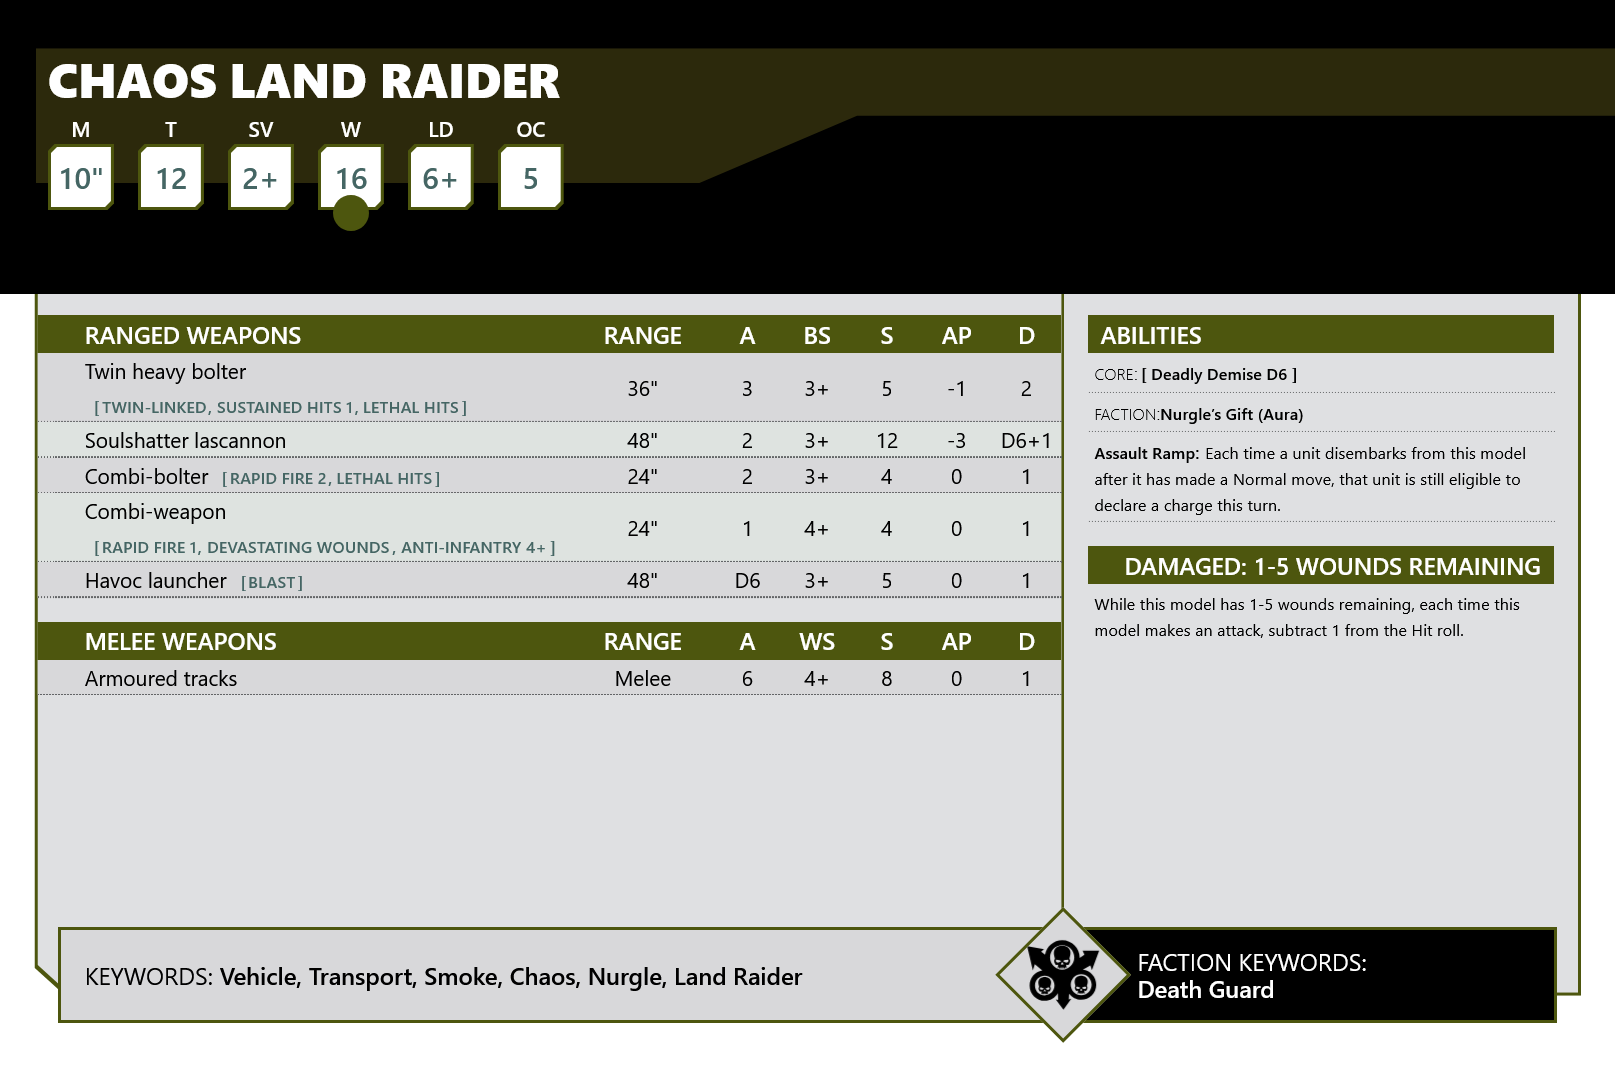 CHAOS LAND RAIDER
M T SV W LD OC
10" 12 2+ 16 6+ 5
RANGED WEAPONS RANGE A BS S AP D
Twin heavy bolter 36" 3 3+ 5 -1 2
[TWIN-LINKED, SUSTAINED HITS 1, LETHAL HITS]
Soulshatter lascannon 48" 2 3+ 12 -3 D6+1
Combi-bolter [RAPID FIRE 2, LETHAL HITS] 24" 2 3+ 4 0 1
Combi-weapon 24" 1 4+ 4 0 1
[RAPID FIRE 1, DEVASTATING WOUNDS, ANTI-INFANTRY 4+]
Havoc launcher [BLAST] 48" D6 3+ 5 0 1
MELEE WEAPONS RANGE A WS S AP D
Armoured tracks Melee 6 4+ 8 0 1
ABILITIES
CORE: [ Deadly Demise D6 ]
FACTION:Nurgle's Gift (Aura)
Assault Ramp: Each time a unit disembarks from this model
after it has made a Normal move, that unit is still eligible to
declare a charge this turn.
DAMAGED: 1-5 WOUNDS REMAINING
While this model has 1-5 wounds remaining, each time this
model makes an attack, subtract 1 from the Hit roll.
KEYWORDS: Vehicle, Transport, Smoke, Chaos, Nurgle, Land Raider
FACTION KEYWORDS:
Death Guard